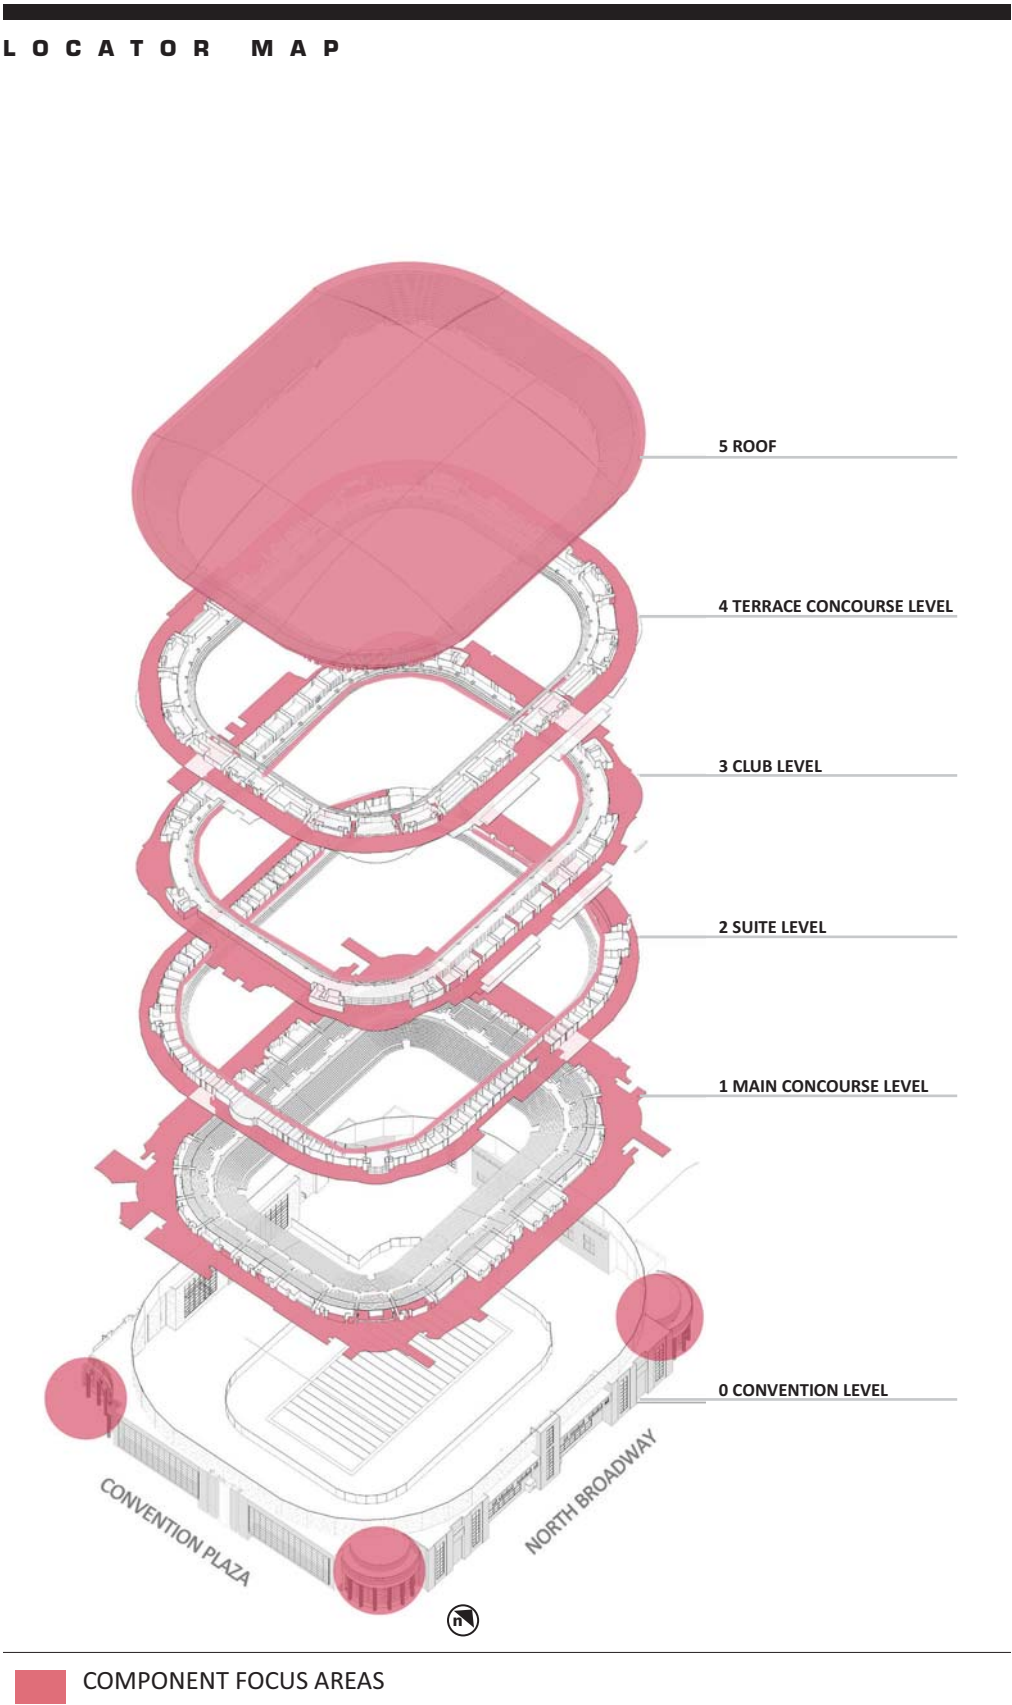 LOCATOR MAP
5 ROOF
4 TERRACE CONCOURSE LEVEL
3 CLUB LEVEL
2 SUITE LEVEL
1 MAIN CONCOURSE LEVEL
0 CONVENTION LEVEL
CONVENTION PLAZA
NORTH BROADWAY
n
COMPONENT FOCUS AREAS